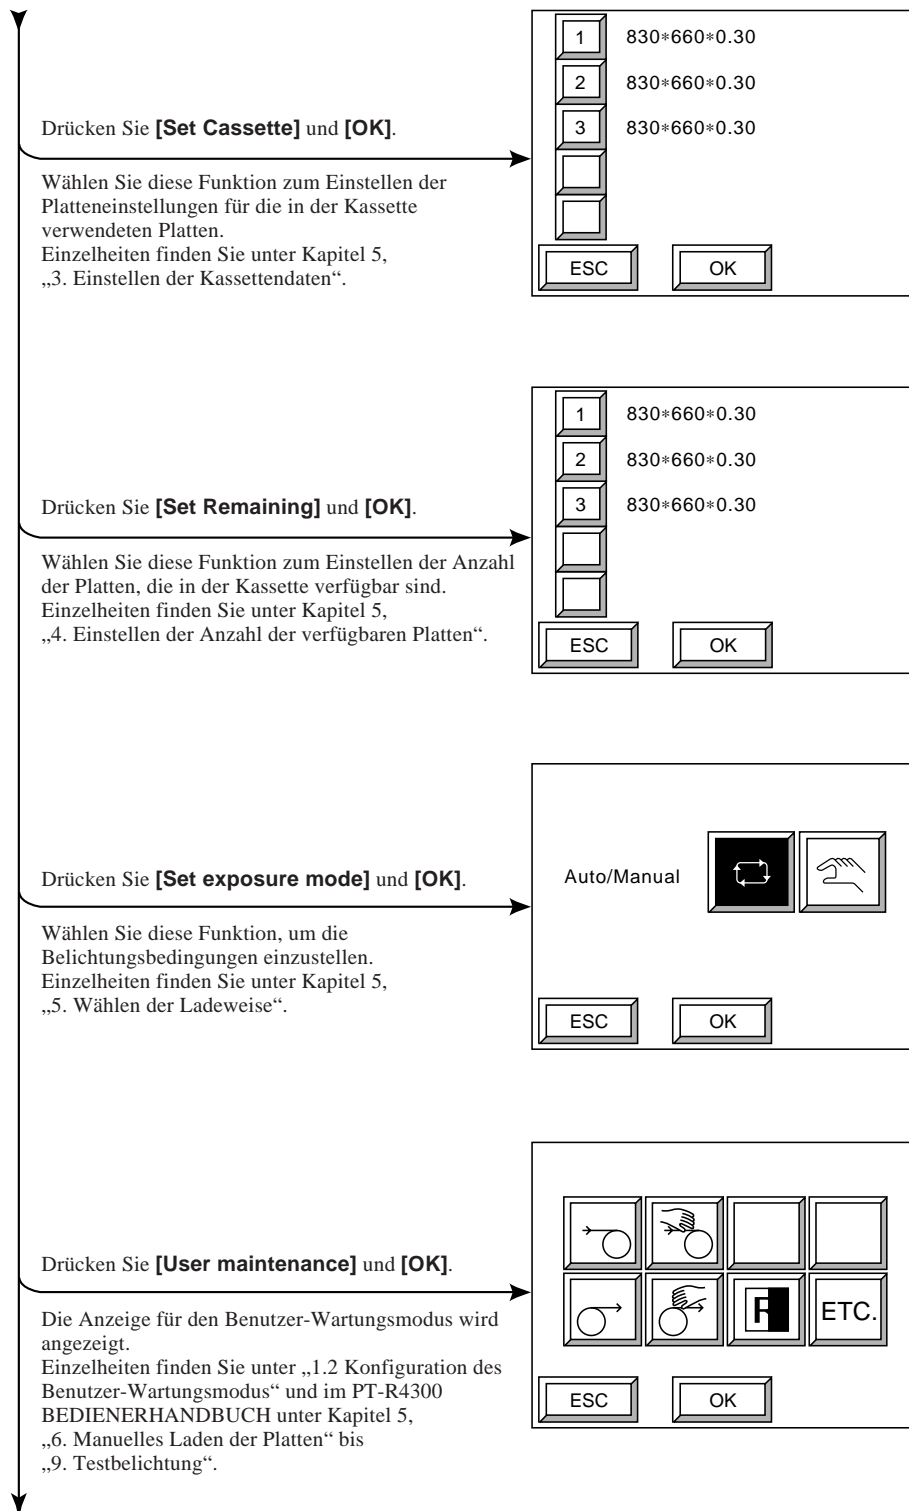 1 830*660*0.30
2 830*660*0.30
Drücken Sie [Set Cassette] und [OK].
3 830*660*0.30
Wählen Sie diese Funktion zum Einstellen der
Platteneinstellungen für die in der Kassette
verwendeten Platten.
Einzelheiten finden Sie unter Kapitel 5,
„3. Einstellen der Kassettendaten“.
ESC OK
1 830*660*0.30
2 830*660*0.30
Drücken Sie [Set Remaining] und [OK].
3 830*660*0.30
Wählen Sie diese Funktion zum Einstellen der Anzahl
der Platten, die in der Kassette verfügbar sind.
Einzelheiten finden Sie unter Kapitel 5,
„4. Einstellen der Anzahl der verfügbaren Platten“.
ESC OK
Drücken Sie [Set exposure mode] und [OK].
Auto/Manual
Wählen Sie diese Funktion, um die
Belichtungsbedingungen einzustellen.
Einzelheiten finden Sie unter Kapitel 5,
„5. Wählen der Ladeweise“.
ESC OK
Drücken Sie [User maintenance] und [OK].
R ETC.
Die Anzeige für den Benutzer-Wartungsmodus wird
angezeigt.
Einzelheiten finden Sie unter „1.2 Konfiguration des
Benutzer-Wartungsmodus“ und im PT-R4300
BEDIENERHANDBUCH unter Kapitel 5,
„6. Manuelles Laden der Platten“ bis
„9. Testbelichtung“.
ESC OK